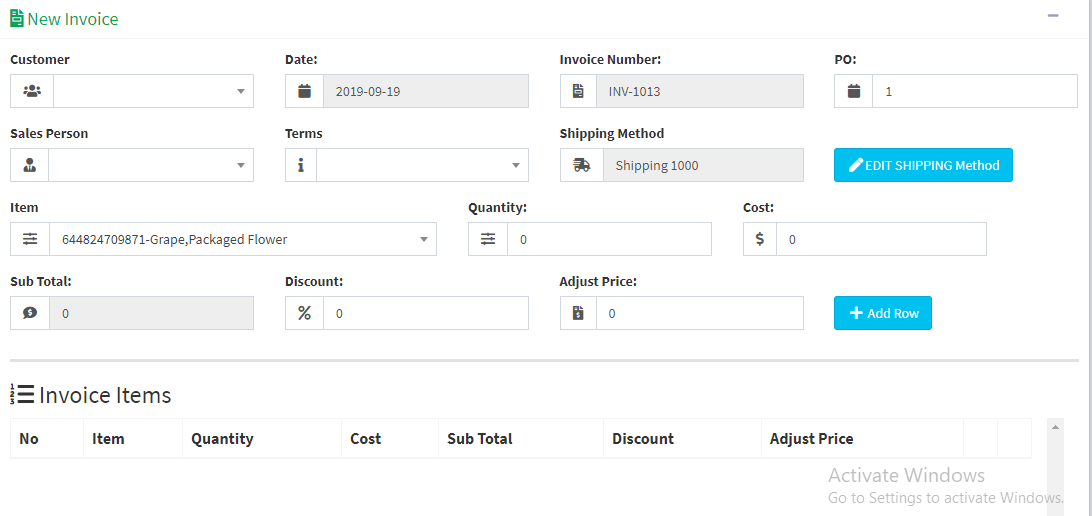 New Invoice
Customer Date: Invoice Number: PO:
2019-09-19 INV-1013 1
Sales Person Terms Shipping Method
Shipping 1000 EDIT SHIPPING Method
Item Quantity: Cost:
644824709871-Grape,Packaged Flower 0 $ 0
Sub Total: Discount: Adjust Price:
0 % 0 0 + Add Row
Invoice Items
No Item Quantity Cost Sub Total Discount Adjust Price
Activate Windows
Go to Settings to activate Windows.